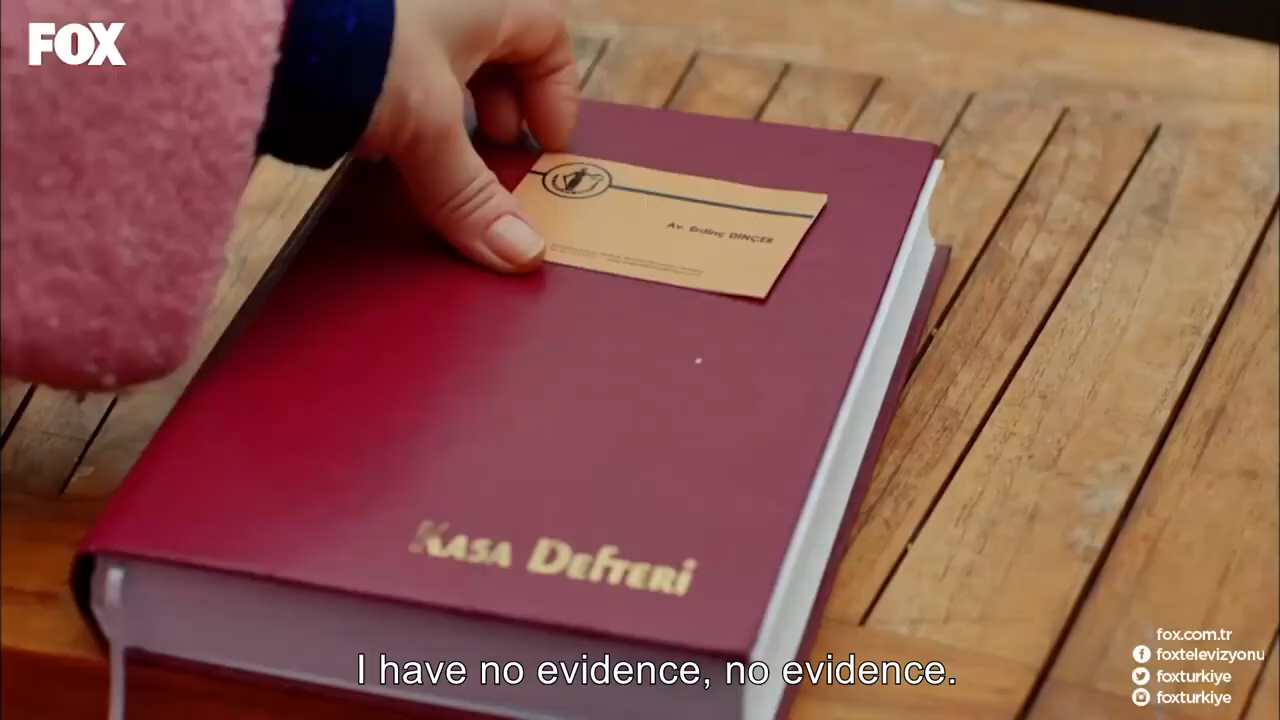 FOX
Av. Erdinç DİNÇER
KASA DEFTERİ
I have no evidence, no evidence.
fox.com.tr
foxtelevizyonu
foxturkiye
foxturkiye